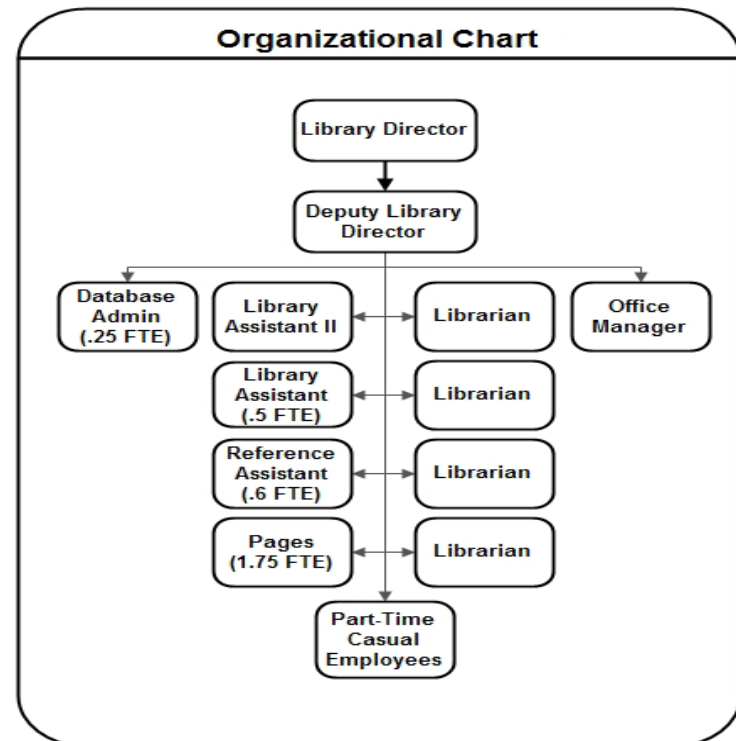 Organizational Chart
Library Director
Deputy Library
Director
Database
Admin
(.25 FTE)
Library
Assistant II
Librarian
Office
Manager
Library
Assistant
(.5 FTE)
Librarian
Reference
Assistant
(.6 FTE)
Librarian
Pages
(1.75 FTE)
Librarian
Part-Time
Casual
Employees